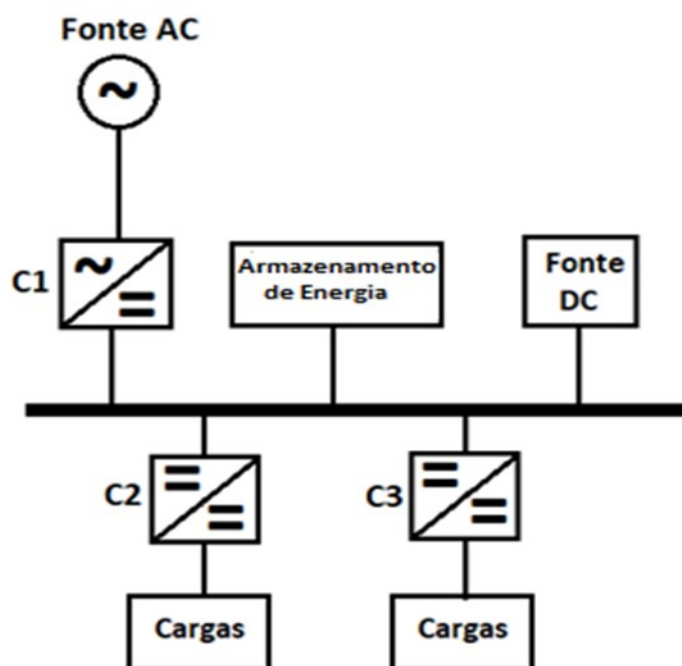 Fonte AC
~
C1
~
=
Armazenamento
de Energia
Fonte
DC
C2
=
=
C3
=
=
Cargas
Cargas